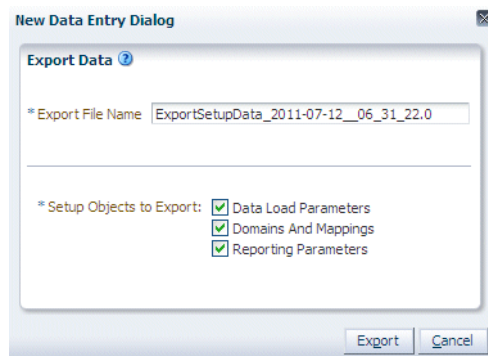 New Data Entry Dialog
Export Data
* Export File Name ExportSetupData_2011-07-12__06_31_22.0
* Setup Objects to Export: Data Load Parameters
Domains And Mappings
Reporting Parameters
Export Cancel